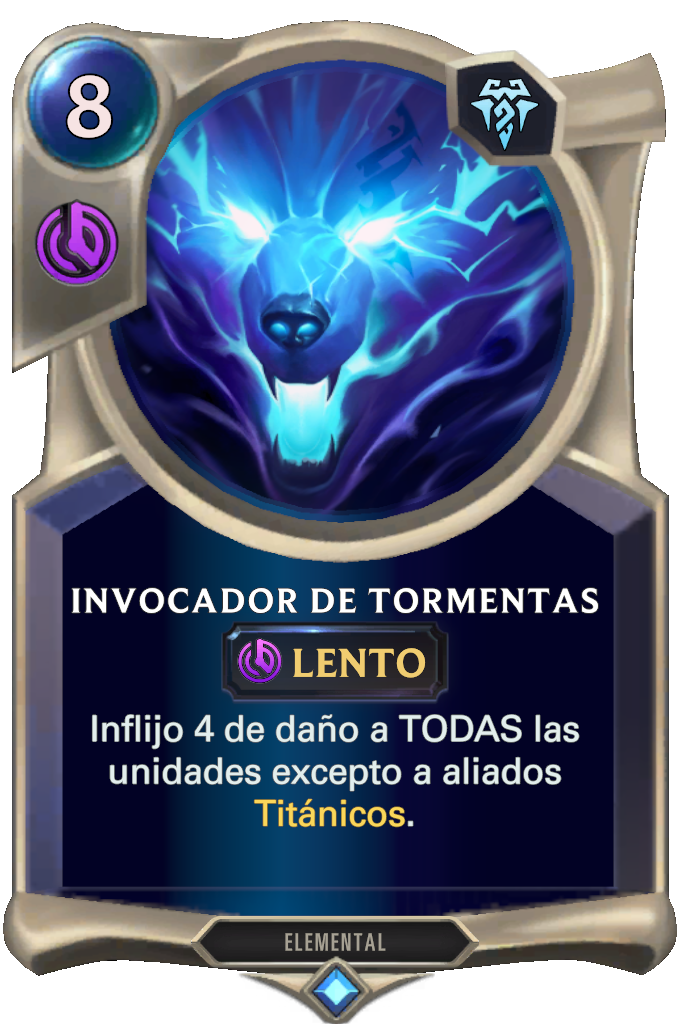 8
INVOCADOR DE TORMENTAS
LENTO
Inflijo 4 de daño a TODAS las
unidades excepto a aliados
Titánicos.
ELEMENTAL